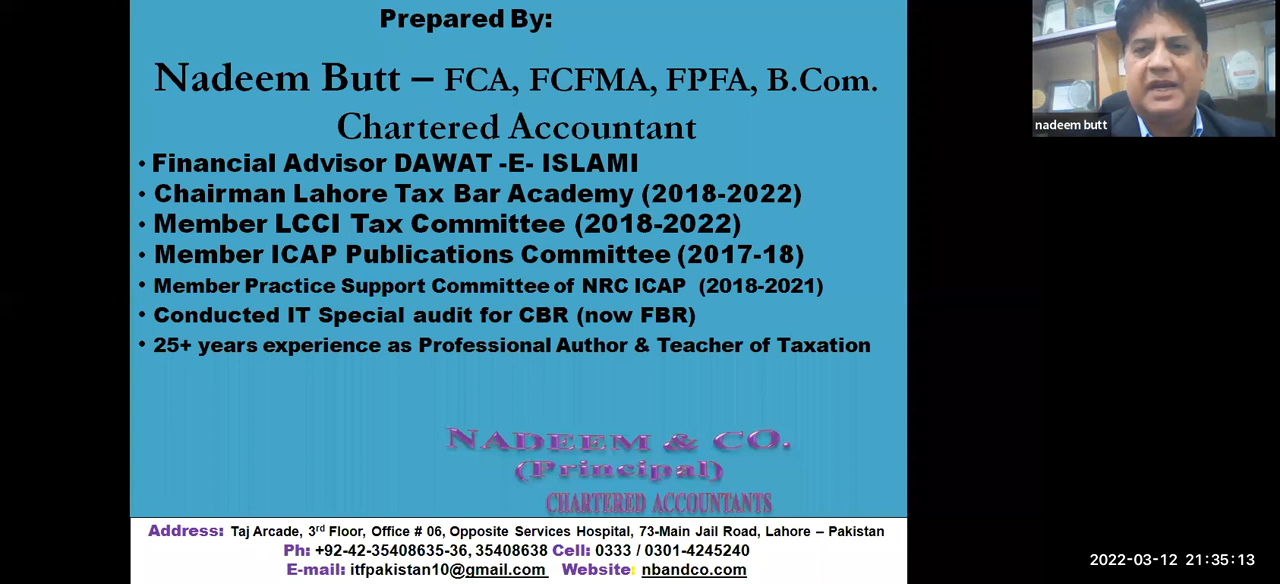 Prepared By:
Nadeem Butt – FCA, FCFMA, FPFA, B.Com.
Chartered Accountant
• Financial Advisor DAWAT -E- ISLAMI
• Chairman Lahore Tax Bar Academy (2018-2022)
• Member LCCI Tax Committee (2018-2022)
• Member ICAP Publications Committee (2017-18)
• Member Practice Support Committee of NRC ICAP (2018-2021)
• Conducted IT Special audit for CBR (now FBR)
• 25+ years experience as Professional Author & Teacher of Taxation
NADEEM & CO.
(Principal)
CHARTERED ACCOUNTANTS
Address: Taj Arcade, 3rd Floor, Office # 06, Opposite Services Hospital, 73-Main Jail Road, Lahore – Pakistan
Ph: +92-42-35408635-36, 35408638 Cell: 0333 / 0301-4245240
E-mail: itfpakistan10@gmail.com Website: nbandco.com
nadeem butt
2022-03-12 21:35:13